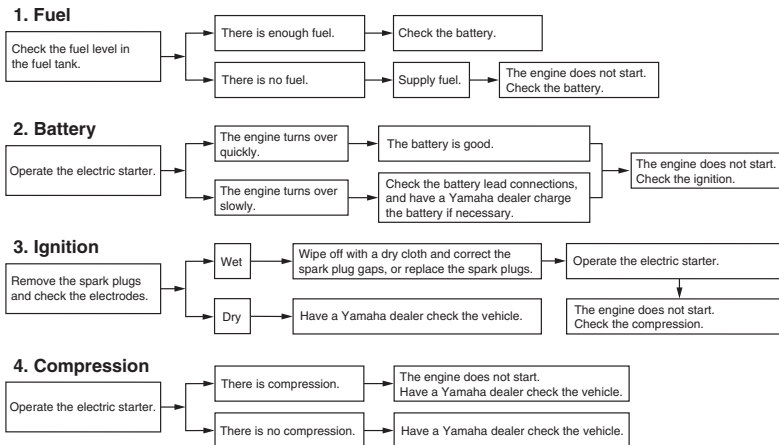 1. Fuel
Check the fuel level in
the fuel tank.
There is enough fuel.
Check the battery.
There is no fuel.
Supply fuel.
The engine does not start.
Check the battery.
2. Battery
Operate the electric starter.
The engine turns over
quickly.
The battery is good.
The engine turns over
slowly.
Check the battery lead connections,
and have a Yamaha dealer charge
the battery if necessary.
The engine does not start.
Check the ignition.
3. Ignition
Remove the spark plugs
and check the electrodes.
Wet
Wipe off with a dry cloth and correct the
spark plug gaps, or replace the spark plugs.
Operate the electric starter.
Dry
Have a Yamaha dealer check the vehicle.
The engine does not start.
Check the compression.
4. Compression
Operate the electric starter.
There is compression.
The engine does not start.
Have a Yamaha dealer check the vehicle.
There is no compression.
Have a Yamaha dealer check the vehicle.